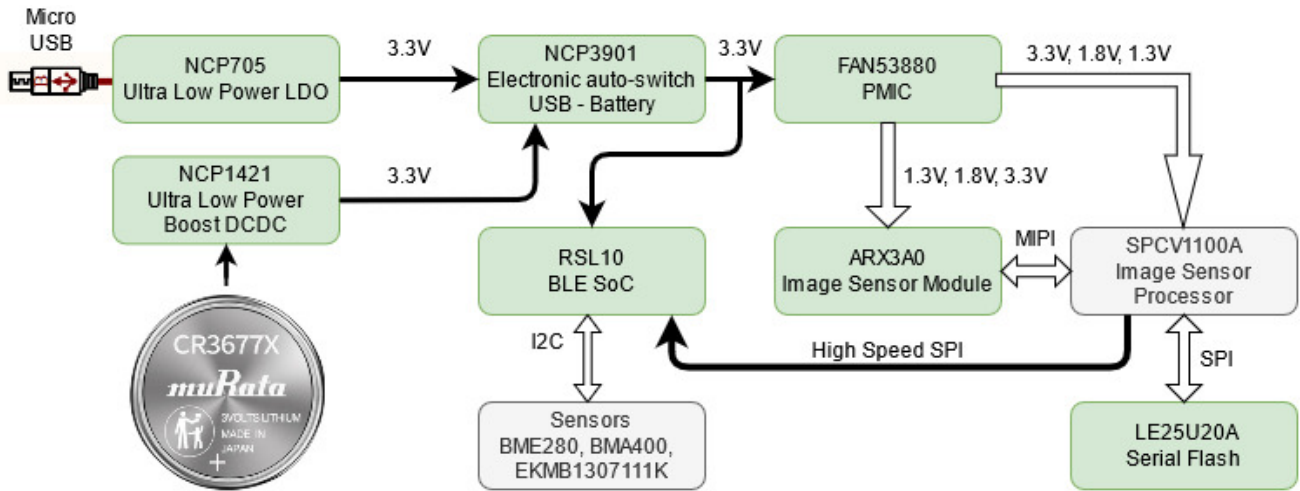 Micro
USB
NCP705
Ultra Low Power LDO
3.3V
NCP3901
Electronic auto-switch
USB - Battery
3.3V
FAN53880
PMIC
3.3V, 1.8V, 1.3V
NCP1421
Ultra Low Power
Boost DCDC
3.3V
1.3V, 1.8V, 3.3V
RSL10
BLE SoC
ARX3A0
Image Sensor Module
MIPI
SPCV1100A
Image Sensor
Processor
CR3677X
muRata
3VOLTS LITHIUM
MADE IN
JAPAN
+
I2C
High Speed SPI
SPI
Sensors
BME280, BMA400,
EKMB1307111K
LE25U20A
Serial Flash